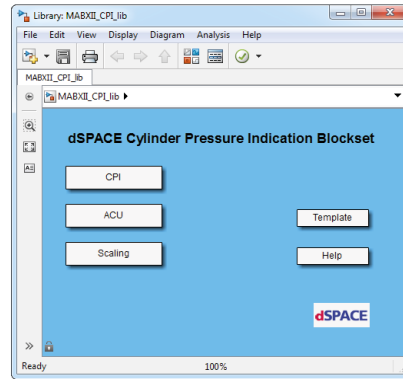 Library: MABXII_CPI_lib
File Edit View Display Diagram Analysis Help
MABXII_CPI_lib
MABXII_CPI_lib
dSPACE Cylinder Pressure Indication Blockset
CPI
ACU
Template
Scaling
Help
dSPACE
Ready 100%